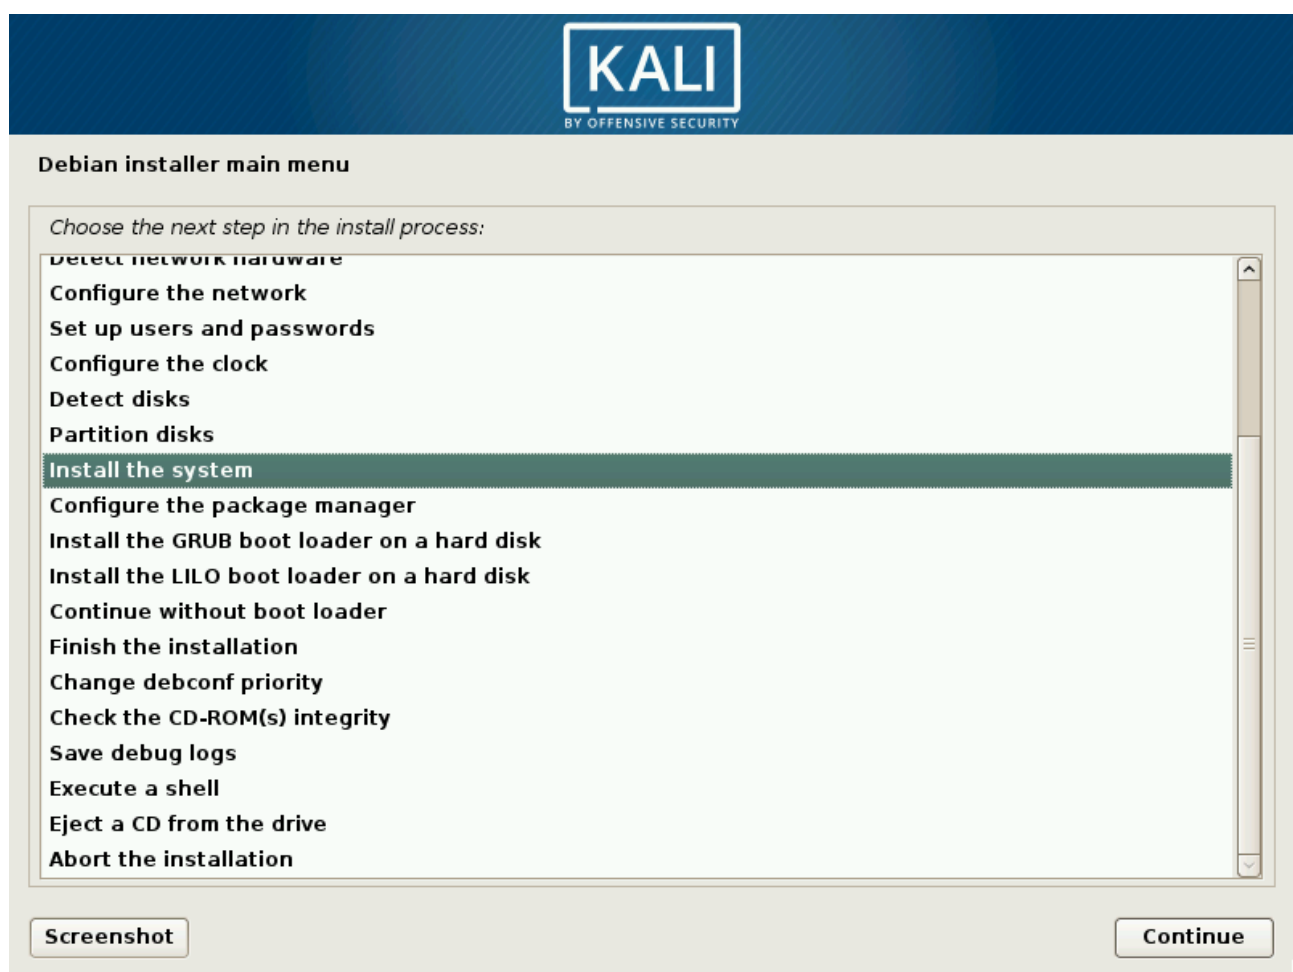 KALI
BY OFFENSIVE SECURITY
Debian installer main menu
Choose the next step in the install process:
Detect network hardware
Configure the network
Set up users and passwords
Configure the clock
Detect disks
Partition disks
Install the system
Configure the package manager
Install the GRUB boot loader on a hard disk
Install the LILO boot loader on a hard disk
Continue without boot loader
Finish the installation
Change debconf priority
Check the CD-ROM(s) integrity
Save debug logs
Execute a shell
Eject a CD from the drive
Abort the installation
Screenshot
Continue